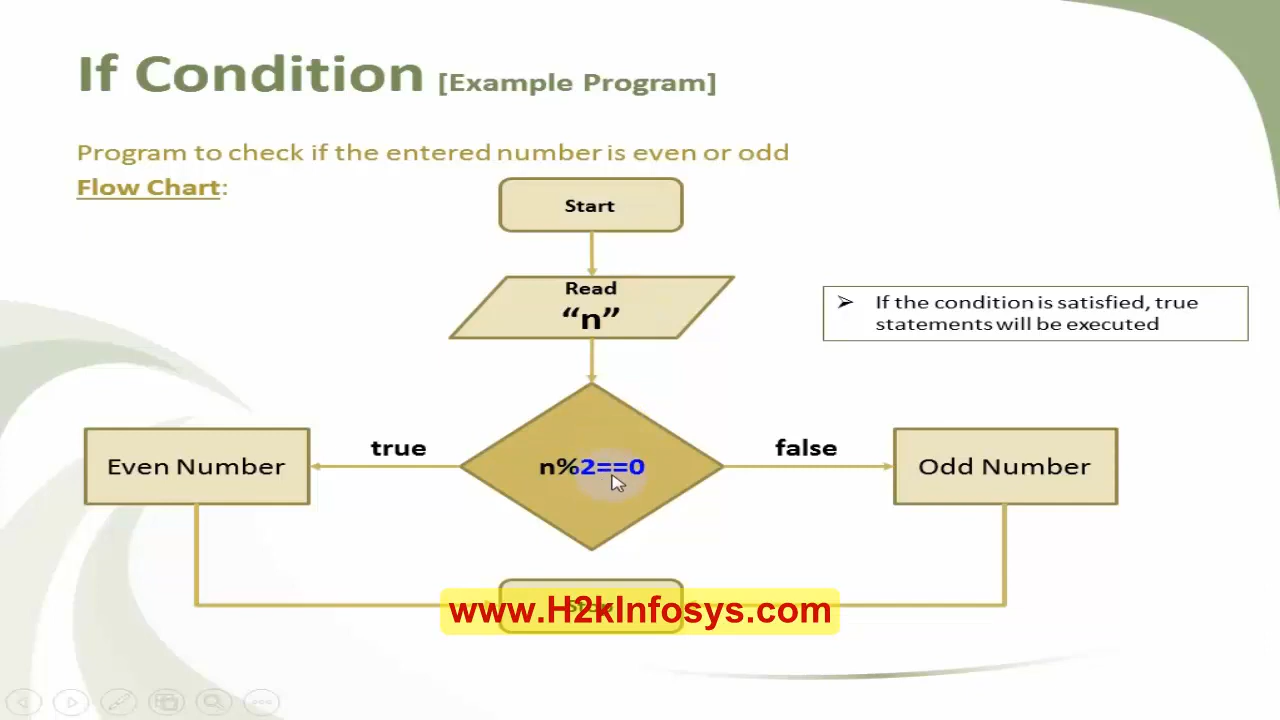 If Condition [Example Program]
Program to check if the entered number is even or odd
Flow Chart:
Start
Read
“n”
➢ If the condition is satisfied, true
statements will be executed
true
false
Even Number
n%2==0
Odd Number
www.H2kInfosys.com